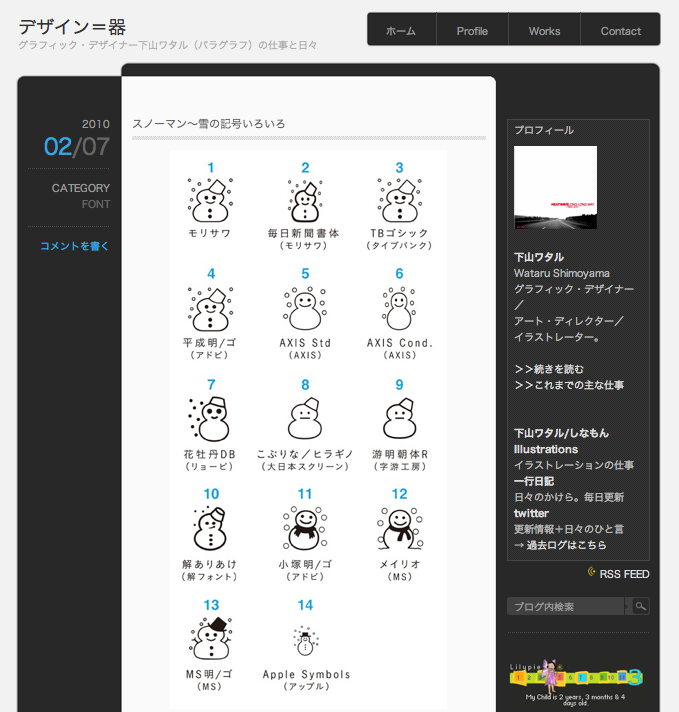 デザイン＝器
グラフィック・デザイナー下山ワタル（パラグラフ）の仕事と日々
ホーム
Profile
Works
Contact
2010
02/07
CATEGORY
FONT
コメントを書く
スノーマン〜雪の記号いろいろ
1
モリサワ
2
毎日新聞書体
（モリサワ）
3
TBゴシック
（タイプバンク）
4
平成明/ゴ
（アドビ）
5
AXIS Std
（AXIS）
6
AXIS Cond.
（AXIS）
7
花牡丹DB
（リョービ）
8
こぶりな／ヒラギノ
（大日本スクリーン）
9
游明朝体R
（字游工房）
10
解ありあけ
（解フォント）
11
小塚明/ゴ
（アドビ）
12
メイリオ
（MS）
13
MS明/ゴ
（MS）
14
Apple Symbols
（アップル）
プロフィール
下山ワタル
Wataru Shimoyama
グラフィック・デザイナー
／
アート・ディレクター／
イラストレーター。
＞＞続きを読む
＞＞これまでの主な仕事
下山ワタル/しなもん
Illustrations
イラストレーションの仕事
一行日記
日々のかけら。毎日更新
twitter
更新情報＋日々のひと言
→ 過去ログはこちら
RSS FEED
ブログ内検索
Lilypie
1 2 3 5 7 8 9 10 11 3
My Child is 2 years, 3 months & 4
days old.